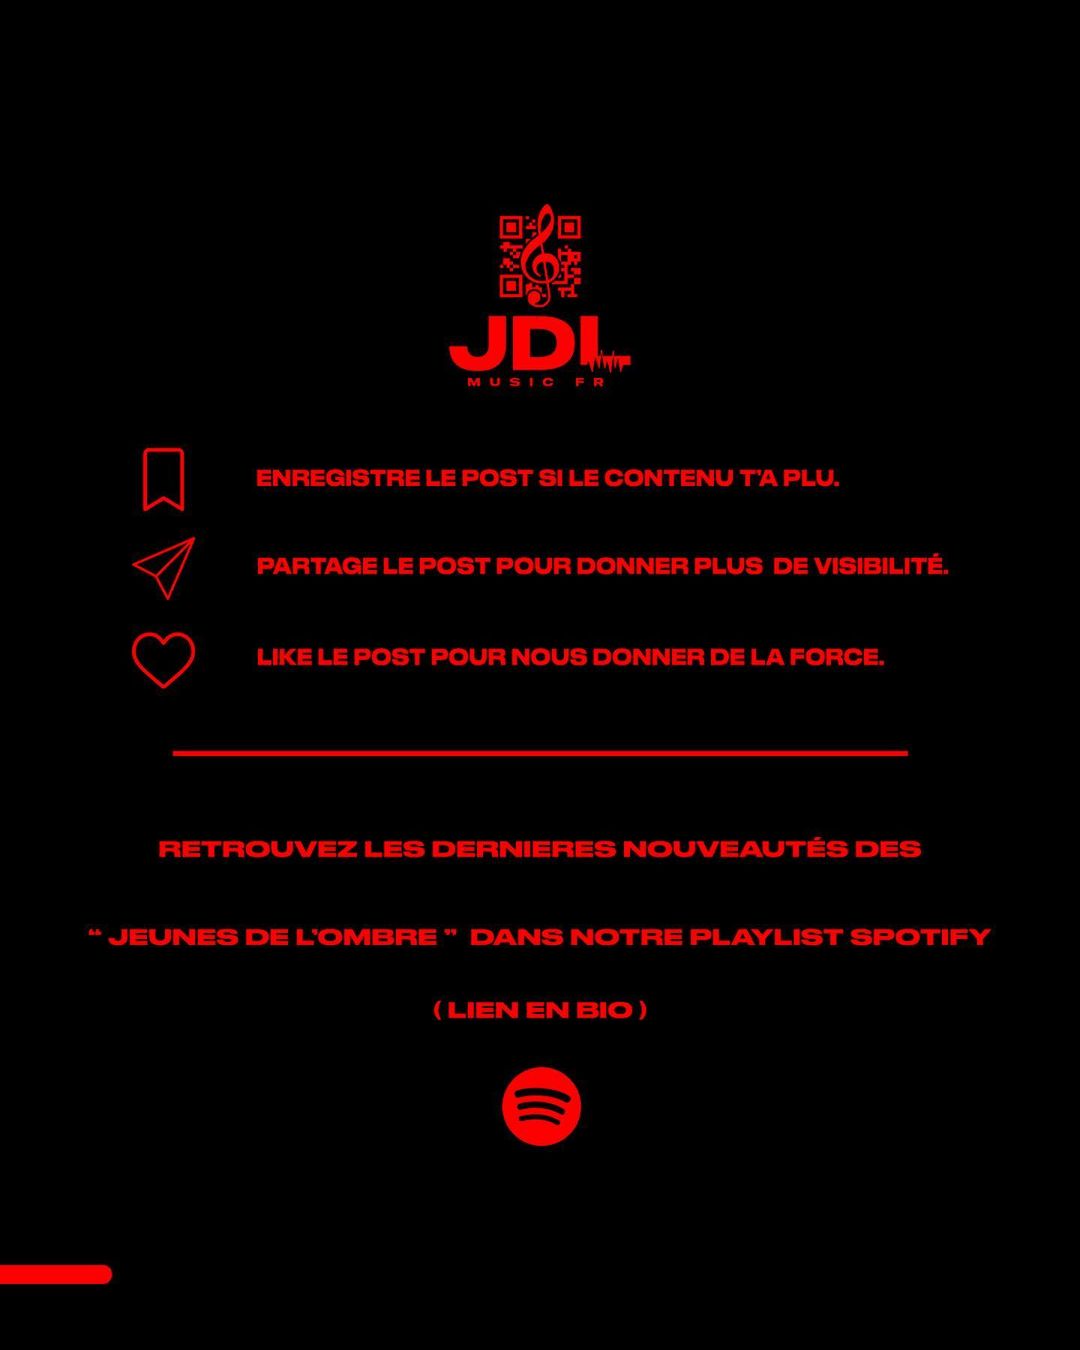 JDL
MUSIC FR
ENREGISTRE LE POST SI LE CONTENU T'A PLU.
PARTAGE LE POST POUR DONNER PLUS DE VISIBILITÉ.
LIKE LE POST POUR NOUS DONNER DE LA FORCE.
RETROUVEZ LES DERNIERES NOUVEAUTÉS DES
“ JEUNES DE L’OMBRE ” DANS NOTRE PLAYLIST SPOTIFY
( LIEN EN BIO )